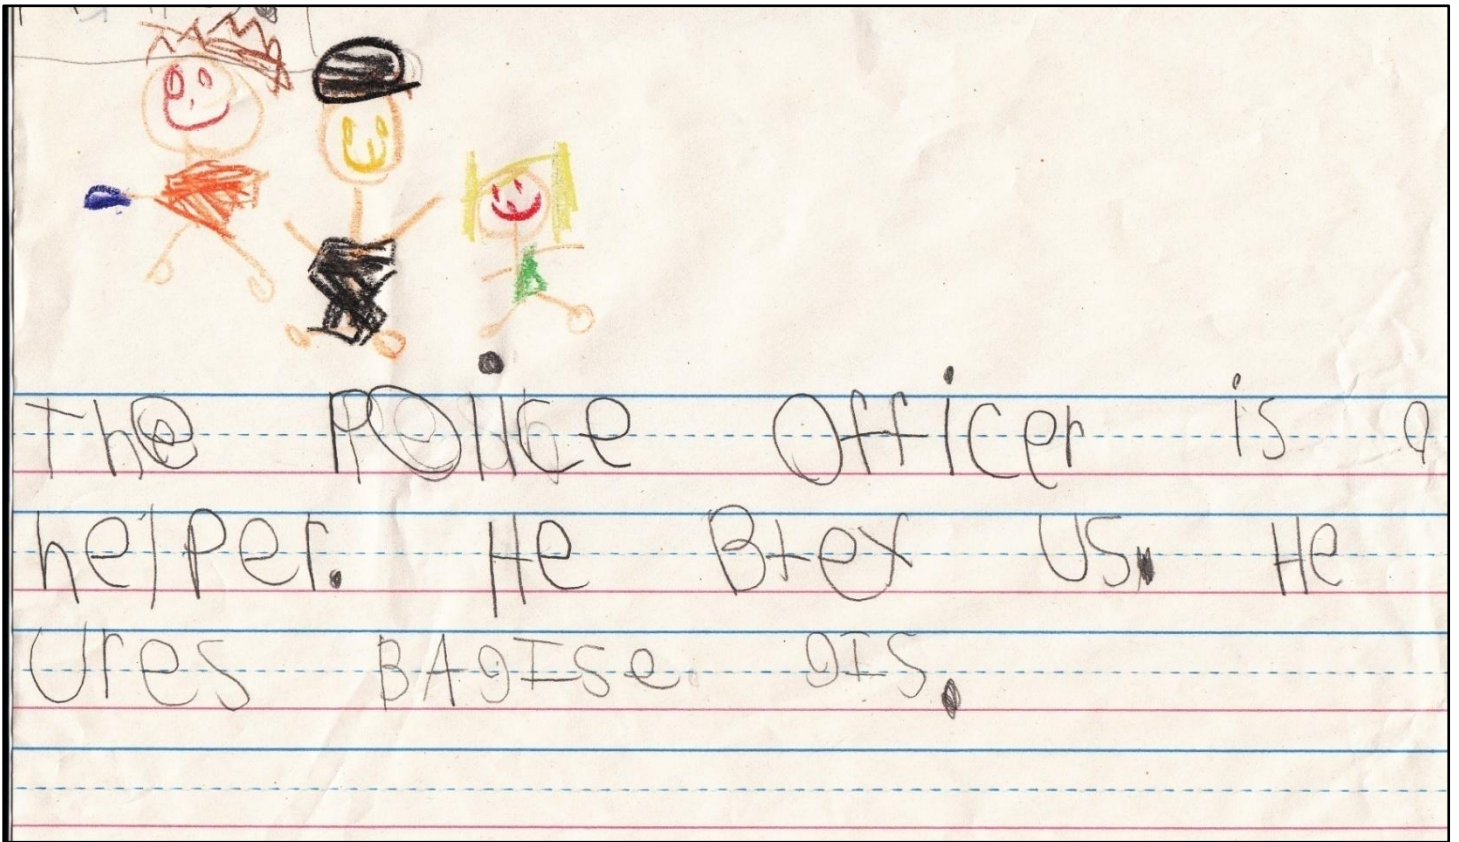 The Police Officer is a
helper. He Btex US. He
Ures BAgISe gIS.